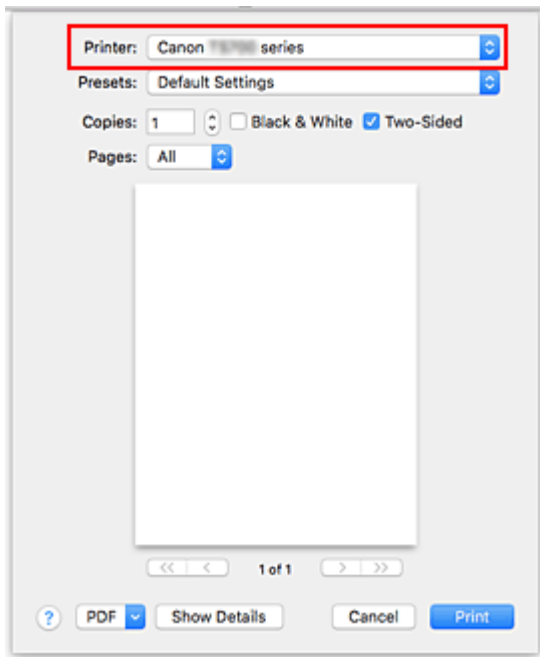 Printer: Canon series
Presets: Default Settings
Copies: 1 Black & White Two-Sided
Pages: All
<< < 1 of 1 > >>
? PDF Show Details Cancel Print